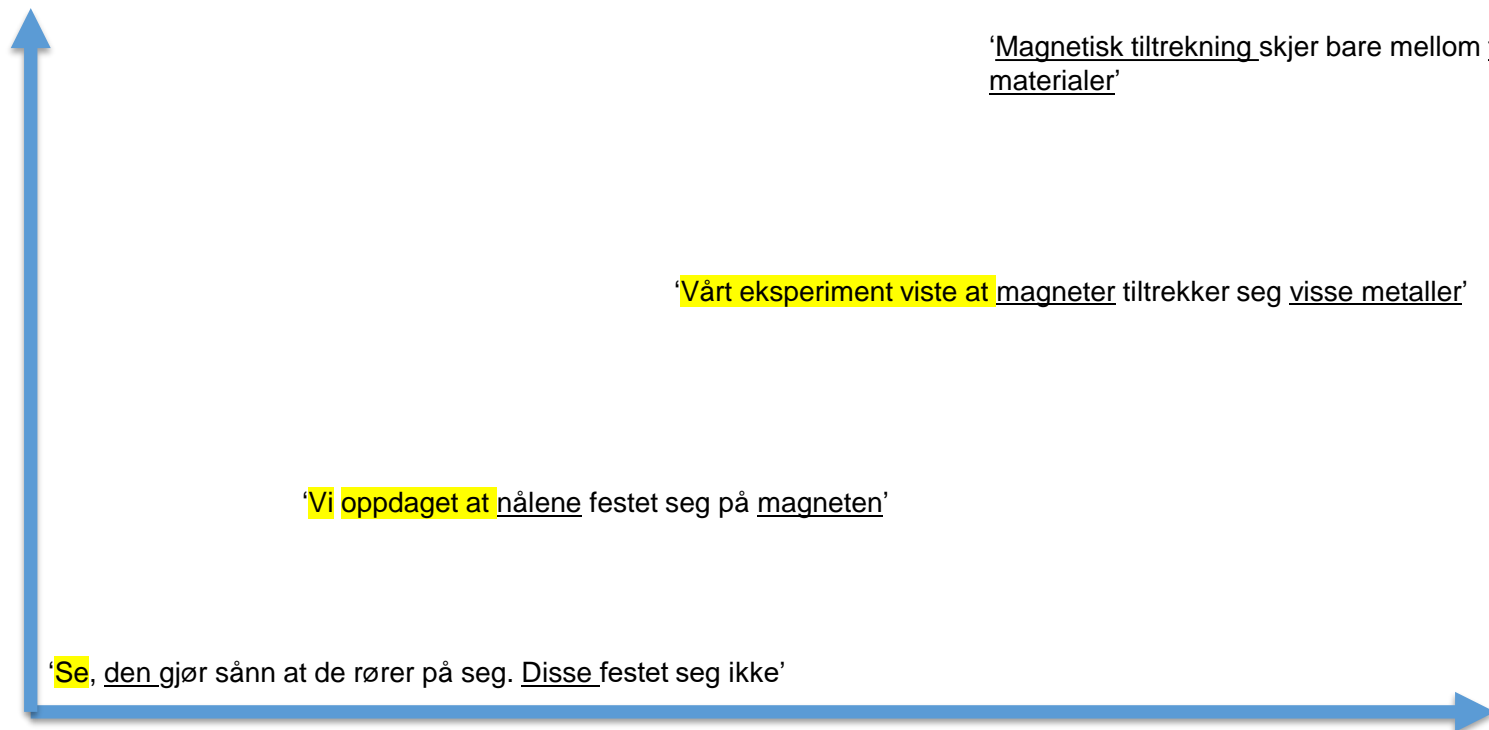 ‘Magnetisk tiltrekning skjer bare mellom
materialer’
‘Vårt eksperiment viste at magneter tiltrekker seg visse metaller’
‘Vi oppdaget at nålene festet seg på magneten’
‘Se, den gjør sånn at de rører på seg. Disse festet seg ikke’